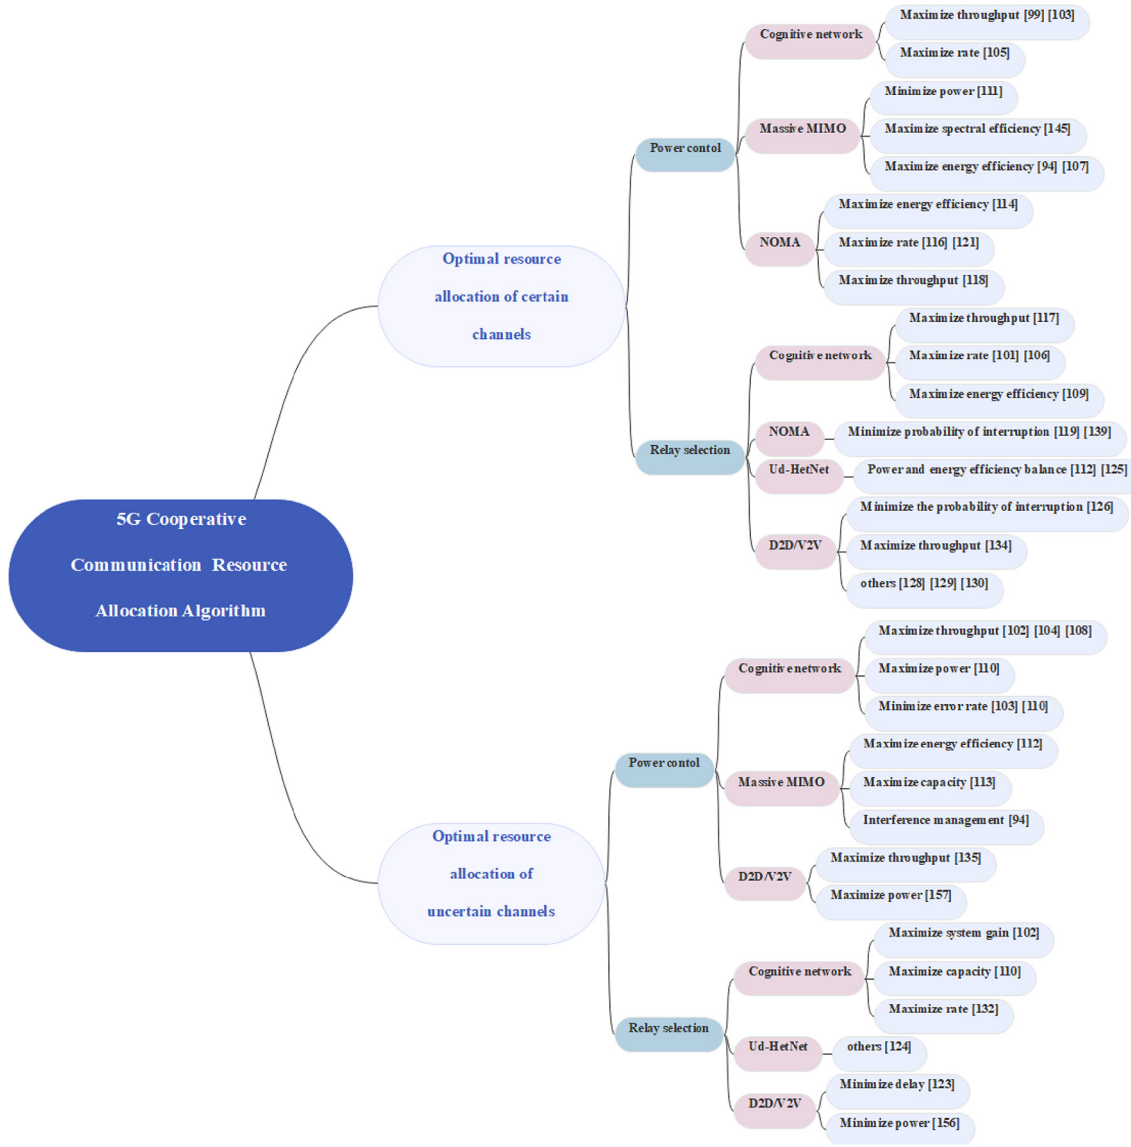 5G Cooperative
Communication Resource
Allocation Algorithm
Optimal resource
allocation of certain
channels
Power contol
Cognitive network
Maximize throughput [99] [103]
Maximize rate [105]
Massive MIMO
Minimize power [111]
Maximize spectral efficiency [145]
Maximize energy efficiency [94] [107]
NOMA
Maximize energy efficiency [114]
Maximize rate [116] [121]
Maximize throughput [118]
Relay selection
Cognitive network
Maximize throughput [117]
Maximize rate [101] [106]
Maximize energy efficiency [109]
NOMA
Minimize probability of interruption [119] [139]
Ud-HetNet
Power and energy efficiency balance [112] [125]
D2D/V2V
Minimize the probability of interruption [126]
Maximize throughput [134]
others [128] [129] [130]
Optimal resource
allocation of
uncertain channels
Power contol
Cognitive network
Maximize throughput [102] [104] [108]
Maximize power [110]
Minimize error rate [103] [110]
Massive MIMO
Maximize energy efficiency [112]
Maximize capacity [113]
Interference management [94]
D2D/V2V
Maximize throughput [135]
Maximize power [157]
Relay selection
Cognitive network
Maximize system gain [102]
Maximize capacity [110]
Maximize rate [132]
Ud-HetNet
others [124]
D2D/V2V
Minimize delay [123]
Minimize power [156]